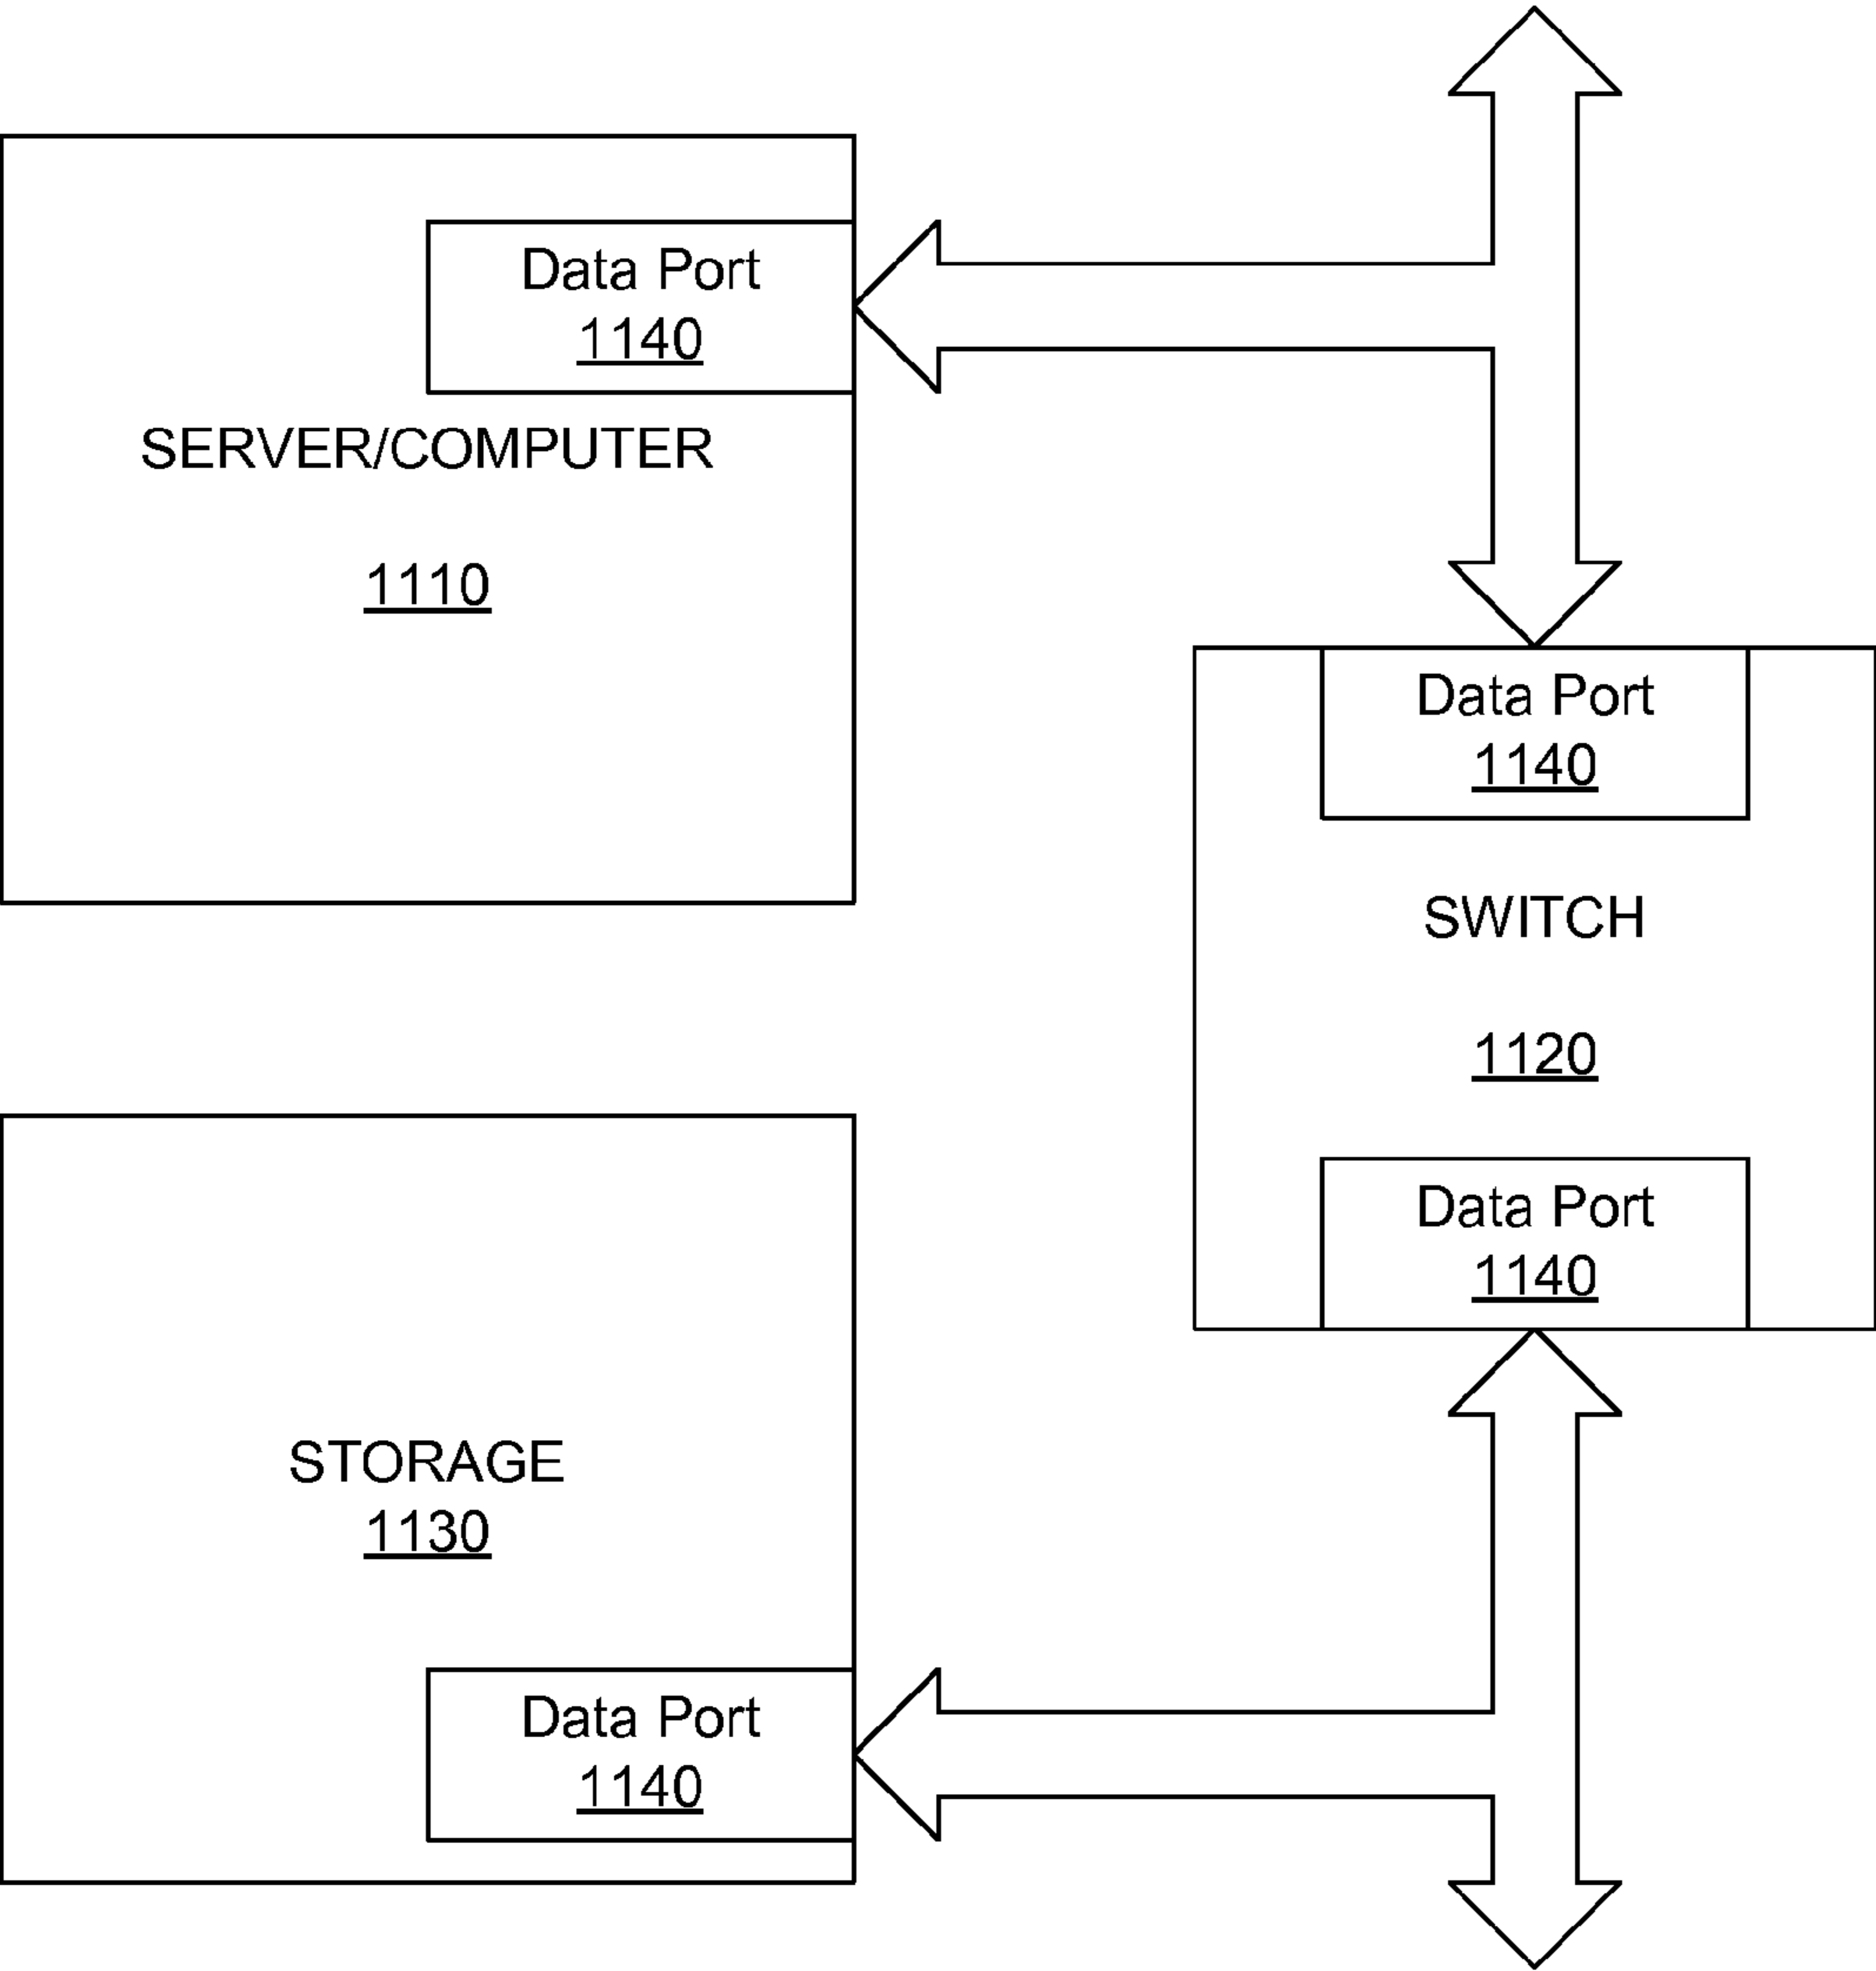 Data Port
1140
SERVER/COMPUTER
1110
Data Port
1140
SWITCH
1120
Data Port
1140
STORAGE
1130
Data Port
1140